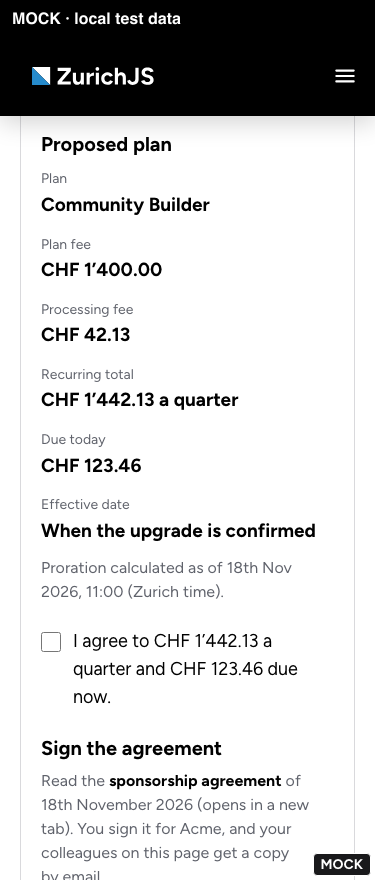 MOCK · local test data
ZurichJS
Proposed plan
Plan
Community Builder
Plan fee
CHF 1’400.00
Processing fee
CHF 42.13
Recurring total
CHF 1’442.13 a quarter
Due today
CHF 123.46
Effective date
When the upgrade is confirmed
Proration calculated as of 18th Nov
2026, 11:00 (Zurich time).
I agree to CHF 1’442.13 a
quarter and CHF 123.46 due
now.
Sign the agreement
Read the sponsorship agreement of
18th November 2026 (opens in a new
tab). You sign it for Acme, and your
colleagues on this page get a copy
by email.
MOCK